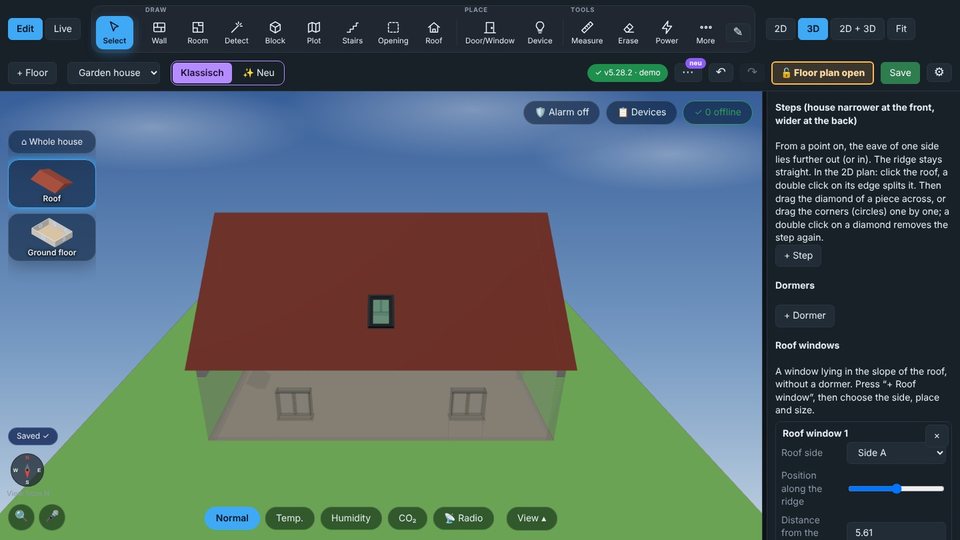 DRAW
PLACE
TOOLS
Edit
Live
Select
Wall
Room
Detect
Block
Plot
Stairs
Opening
Roof
Door/Window
Device
Measure
Erase
Power
More
2D
3D
2D + 3D
Fit
+ Floor
Garden house
Klassisch
✨ Neu
✓ v5.28.2 · demo
neu
🔓 Floor plan open
Save
⌂ Whole house
Roof
Ground floor
🛡️ Alarm off
📋 Devices
✓ 0 offline
Saved ✓
N
W
E
S
Normal
Temp.
Humidity
CO₂
📡 Radio
View ▴
Steps (house narrower at the front,
wider at the back)
From a point on, the eave of one side
lies further out (or in). The ridge stays
straight. In the 2D plan: click the roof, a
double click on its edge splits it. Then
drag the diamond of a piece across, or
drag the corners (circles) one by one; a
double click on a diamond removes the
step again.
+ Step
Dormers
+ Dormer
Roof windows
A window lying in the slope of the roof,
without a dormer. Press “+ Roof
window”, then choose the side, place
and size.
Roof window 1
×
Roof side
Side A
Position
along the
ridge
Distance
from the
5.61